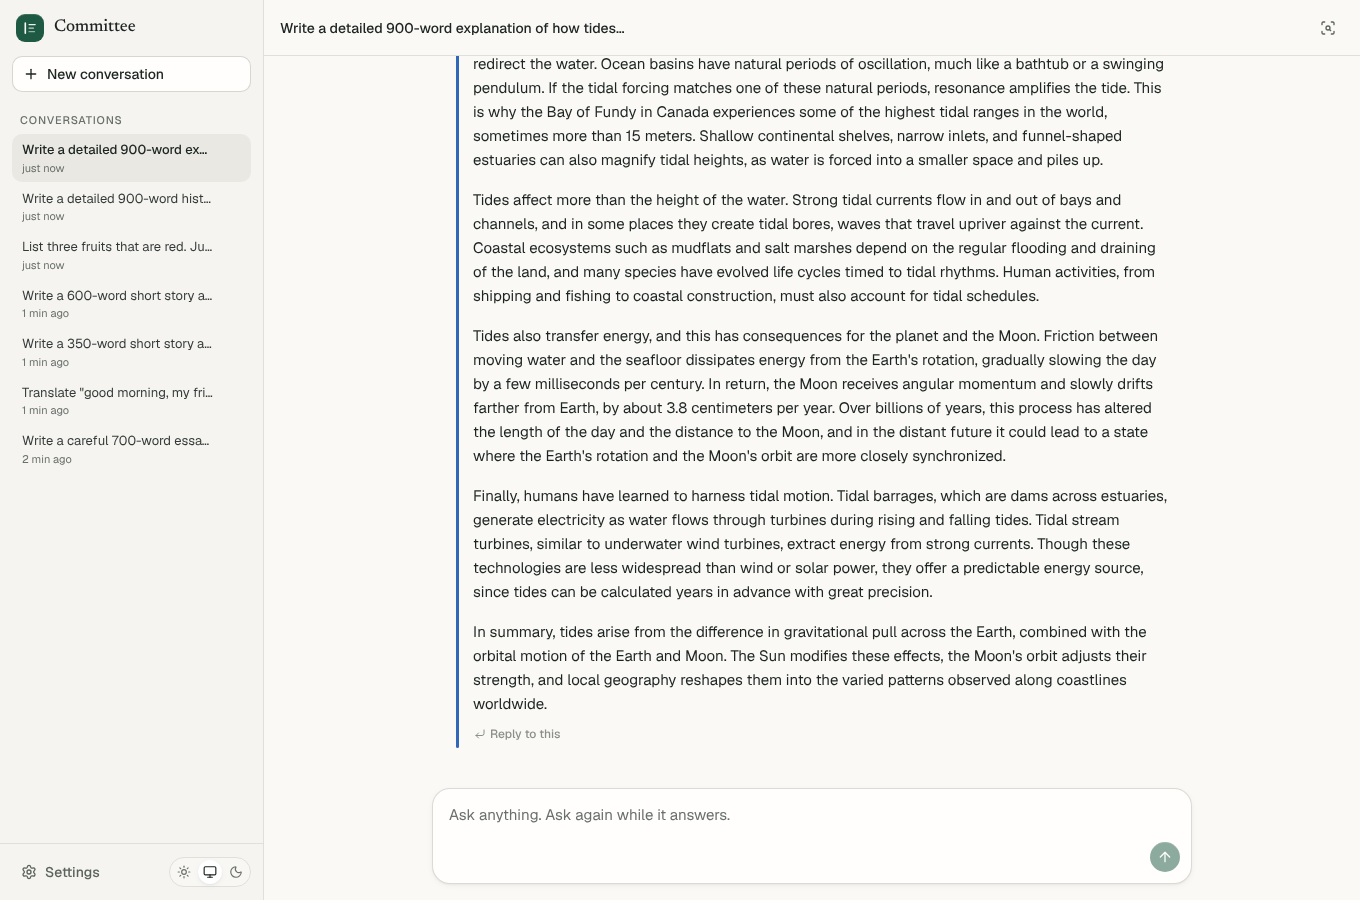 Committee
New conversation
CONVERSATIONS
Write a detailed 900-word ex...
just now
Write a detailed 900-word hist...
just now
List three fruits that are red. Ju...
just now
Write a 600-word short story a...
1 min ago
Write a 350-word short story a...
1 min ago
Translate "good morning, my fri...
1 min ago
Write a careful 700-word essa...
2 min ago
Settings
Write a detailed 900-word explanation of how tides...
redirect the water. Ocean basins have natural periods of oscillation, much like a bathtub or a swinging
pendulum. If the tidal forcing matches one of these natural periods, resonance amplifies the tide. This
is why the Bay of Fundy in Canada experiences some of the highest tidal ranges in the world,
sometimes more than 15 meters. Shallow continental shelves, narrow inlets, and funnel-shaped
estuaries can also magnify tidal heights, as water is forced into a smaller space and piles up.
Tides affect more than the height of the water. Strong tidal currents flow in and out of bays and
channels, and in some places they create tidal bores, waves that travel upriver against the current.
Coastal ecosystems such as mudflats and salt marshes depend on the regular flooding and draining
of the land, and many species have evolved life cycles timed to tidal rhythms. Human activities, from
shipping and fishing to coastal construction, must also account for tidal schedules.
Tides also transfer energy, and this has consequences for the planet and the Moon. Friction between
moving water and the seafloor dissipates energy from the Earth's rotation, gradually slowing the day
by a few milliseconds per century. In return, the Moon receives angular momentum and slowly drifts
farther from Earth, by about 3.8 centimeters per year. Over billions of years, this process has altered
the length of the day and the distance to the Moon, and in the distant future it could lead to a state
where the Earth's rotation and the Moon's orbit are more closely synchronized.
Finally, humans have learned to harness tidal motion. Tidal barrages, which are dams across estuaries,
generate electricity as water flows through turbines during rising and falling tides. Tidal stream
turbines, similar to underwater wind turbines, extract energy from strong currents. Though these
technologies are less widespread than wind or solar power, they offer a predictable energy source,
since tides can be calculated years in advance with great precision.
In summary, tides arise from the difference in gravitational pull across the Earth, combined with the
orbital motion of the Earth and Moon. The Sun modifies these effects, the Moon's orbit adjusts their
strength, and local geography reshapes them into the varied patterns observed along coastlines
worldwide.
Reply to this
Ask anything. Ask again while it answers.